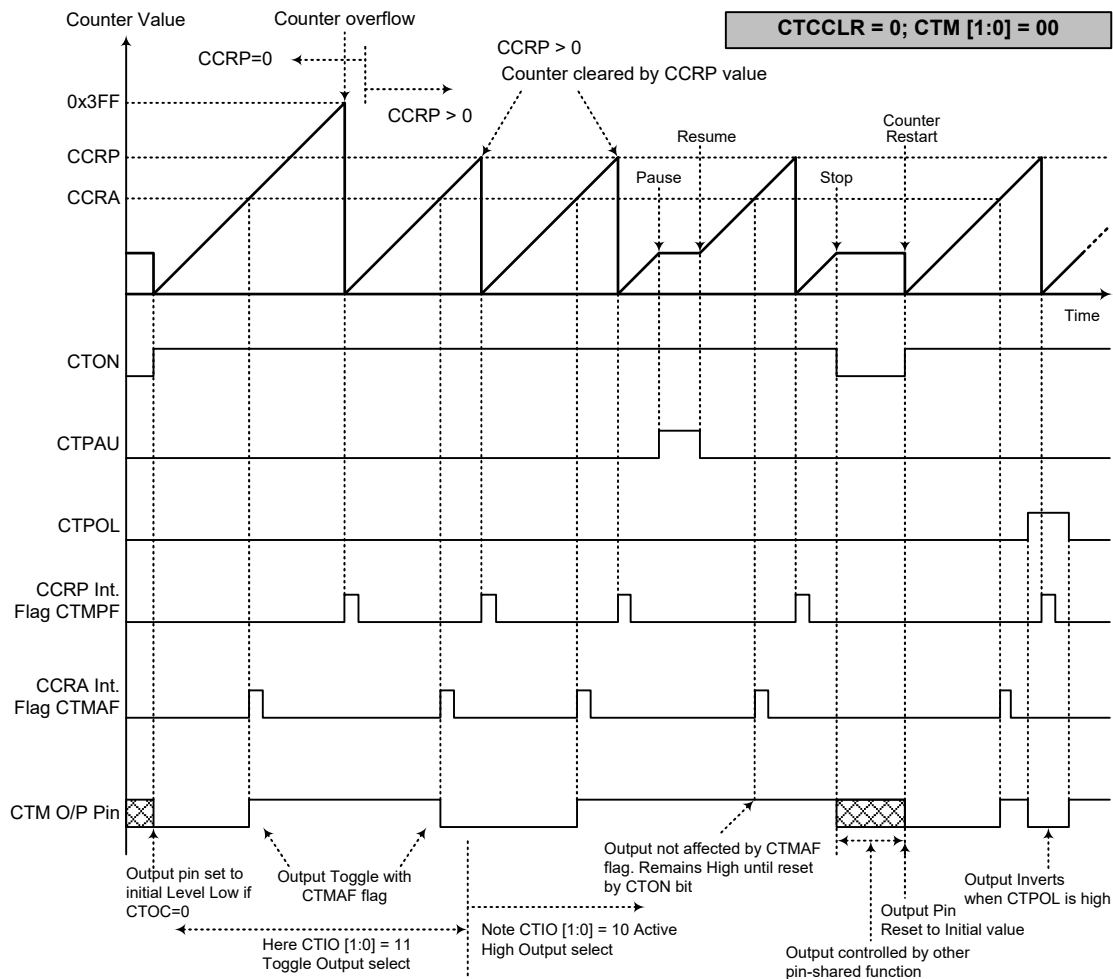 Counter Value
Counter overflow
CTCCLR = 0; CTM [1:0] = 00
CCRP=0
CCRP > 0
CCRP > 0
Counter cleared by CCRP value
0x3FF
CCRP
CCRA
Pause
Resume
Stop
Counter
Restart
Time
CTON
CTPAU
CTPOL
CCRP Int.
Flag CTMPF
CCRA Int.
Flag CTMAF
CTM O/P Pin
Output pin set to
initial Level Low if
CTOC=0
Output Toggle with
CTMAF flag
Here CTIO [1:0] = 11
Toggle Output select
Note CTIO [1:0] = 10 Active
High Output select
Output not affected by CTMAF
flag. Remains High until reset
by CTON bit
Output controlled by other
pin-shared function
Output Pin
Reset to Initial value
Output Inverts
when CTPOL is high